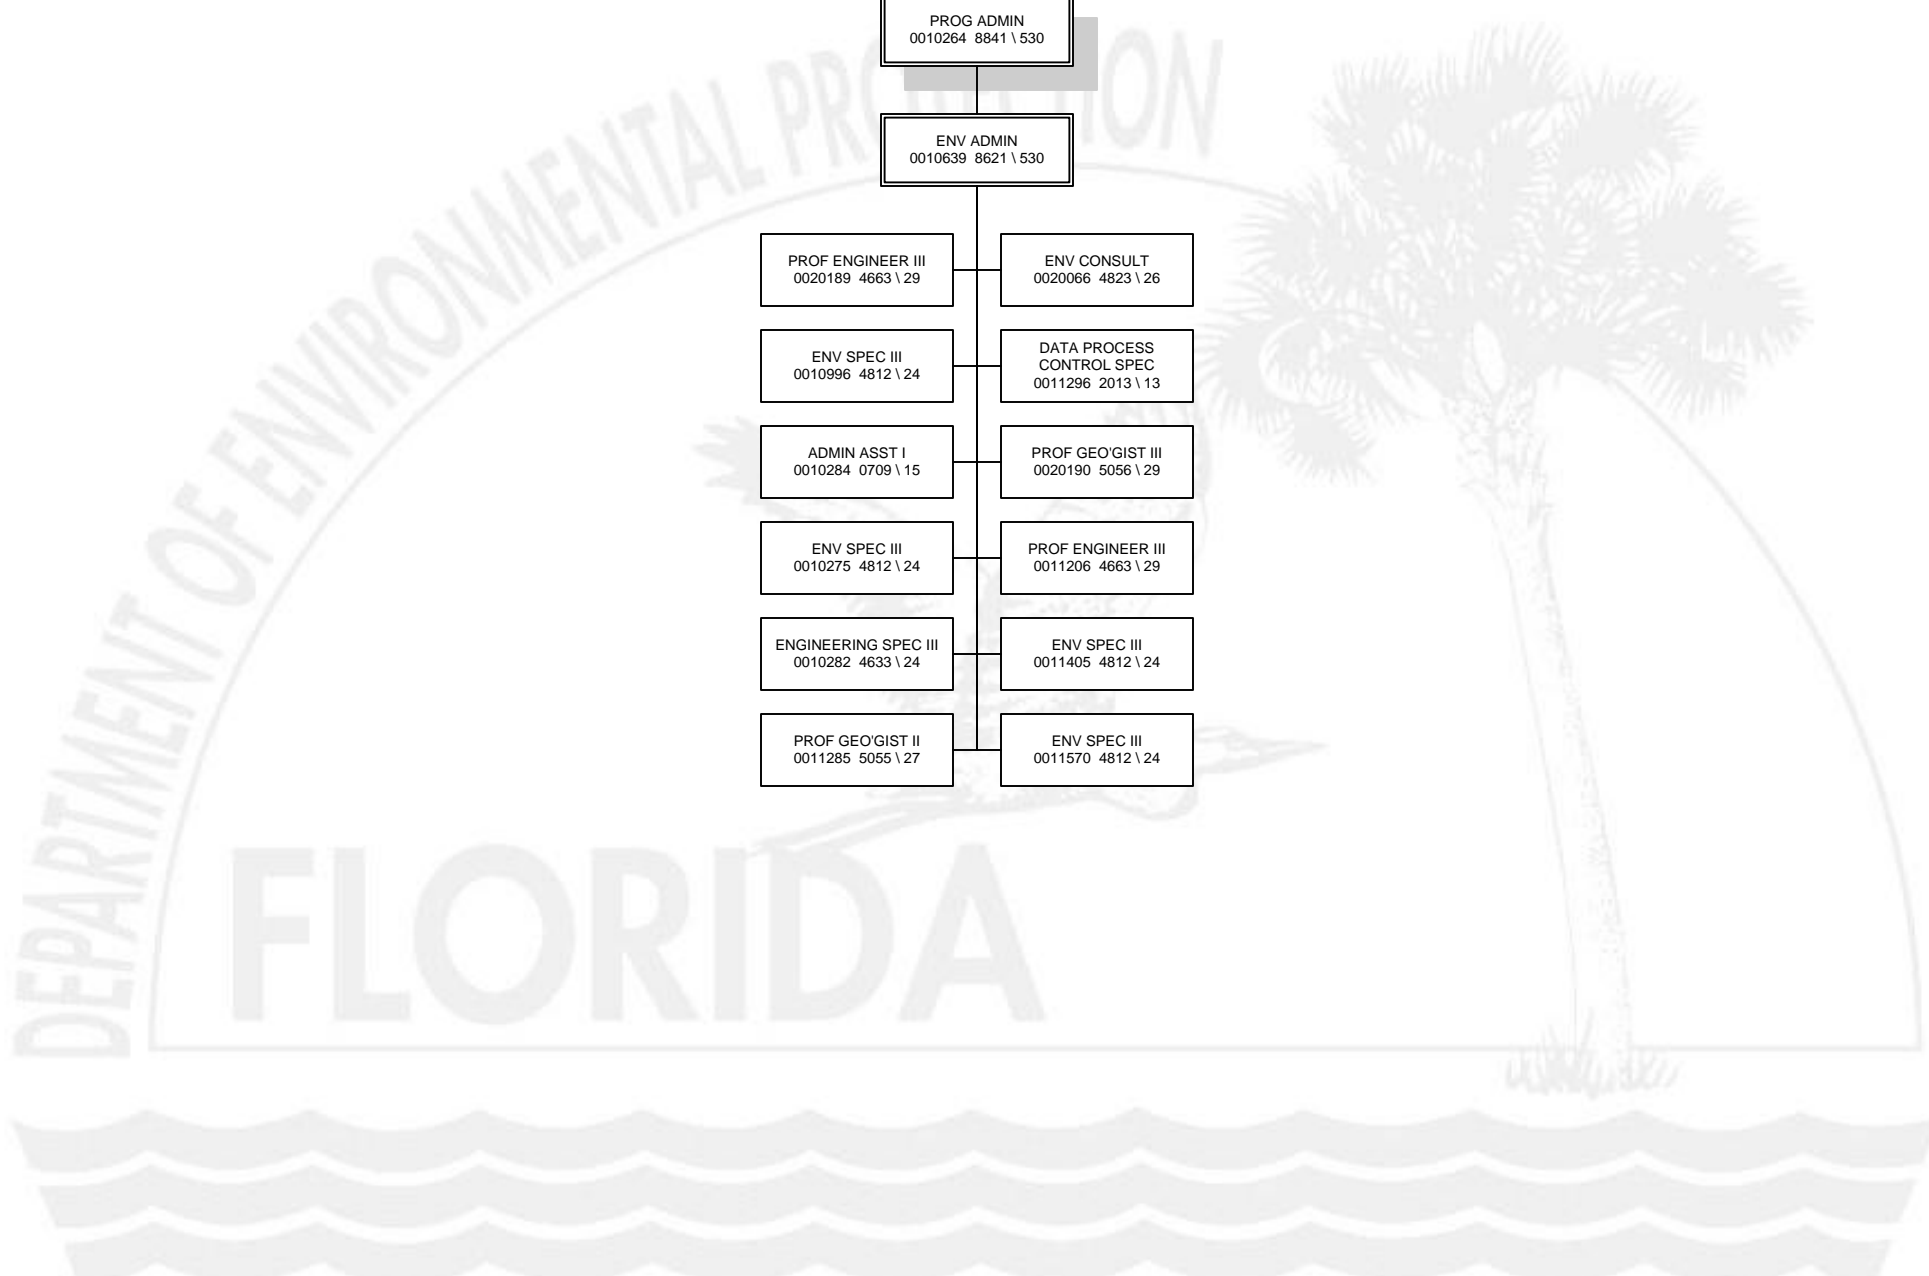 PROG ADMIN
0010264 8841 \ 530
ENV ADMIN
0010639 8621 \ 530
PROF ENGINEER III
0020189 4663 \ 29
ENV CONSULT
0020066 4823 \ 26
ENV SPEC III
0010996 4812 \ 24
DATA PROCESS
CONTROL SPEC
0011296 2013 \ 13
ADMIN ASST I
0010284 0709 \ 15
PROF GEO'GIST III
0020190 5056 \ 29
ENV SPEC III
0010275 4812 \ 24
PROF ENGINEER III
0011206 4663 \ 29
ENGINEERING SPEC III
0010282 4633 \ 24
ENV SPEC III
0011405 4812 \ 24
PROF GEO'GIST II
0011285 5055 \ 27
ENV SPEC III
0011570 4812 \ 24
DEPARTMENT OF ENVIRONMENTAL PROTECTION
FLORIDA